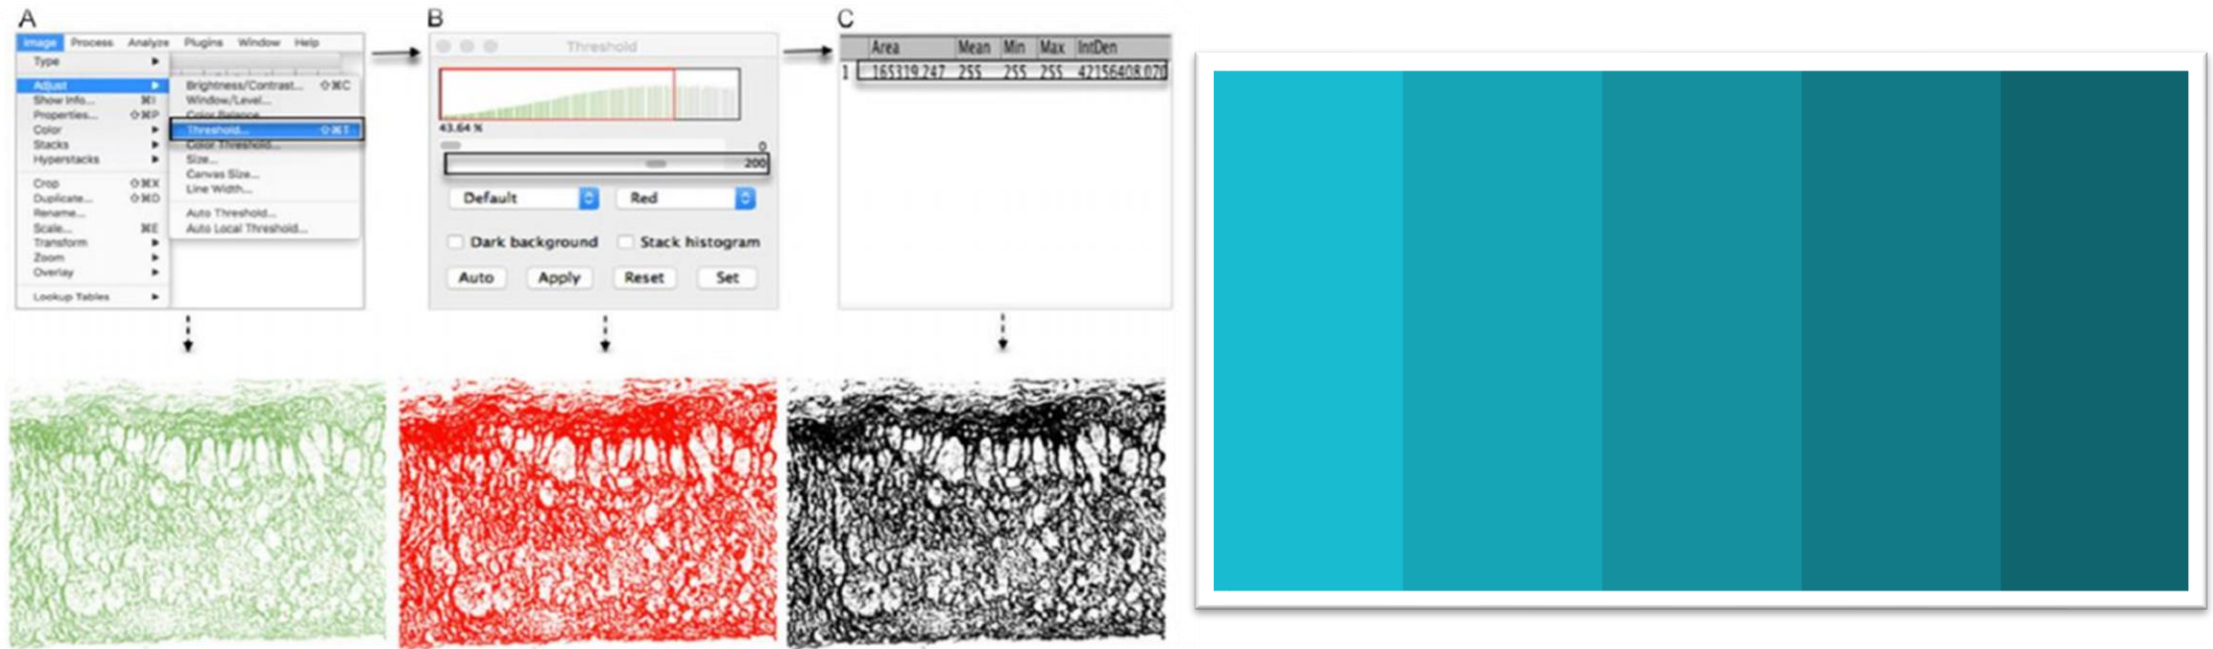 A
Image Process Analyze Plugins Window Help
Type
Adjust
Show Info... ⌘I
Properties... ⇧⌘P
Color
Stacks
Hyperstacks
Crop ⇧⌘X
Duplicate... ⇧⌘D
Rename...
Scale... ⌘E
Transform
Zoom
Overlay
Lookup Tables
Brightness/Contrast... ⇧⌘C
Window/Level...
Color Balance...
Threshold... ⇧⌘T
Color Threshold...
Size...
Canvas Size...
Line Width...
Auto Threshold...
Auto Local Threshold...
B
Threshold
43.64 %
0
200
Default Red
Dark background Stack histogram
Auto Apply Reset Set
C
Area Mean Min Max IntDen
1 165319.247 255 255 255 42156408.070